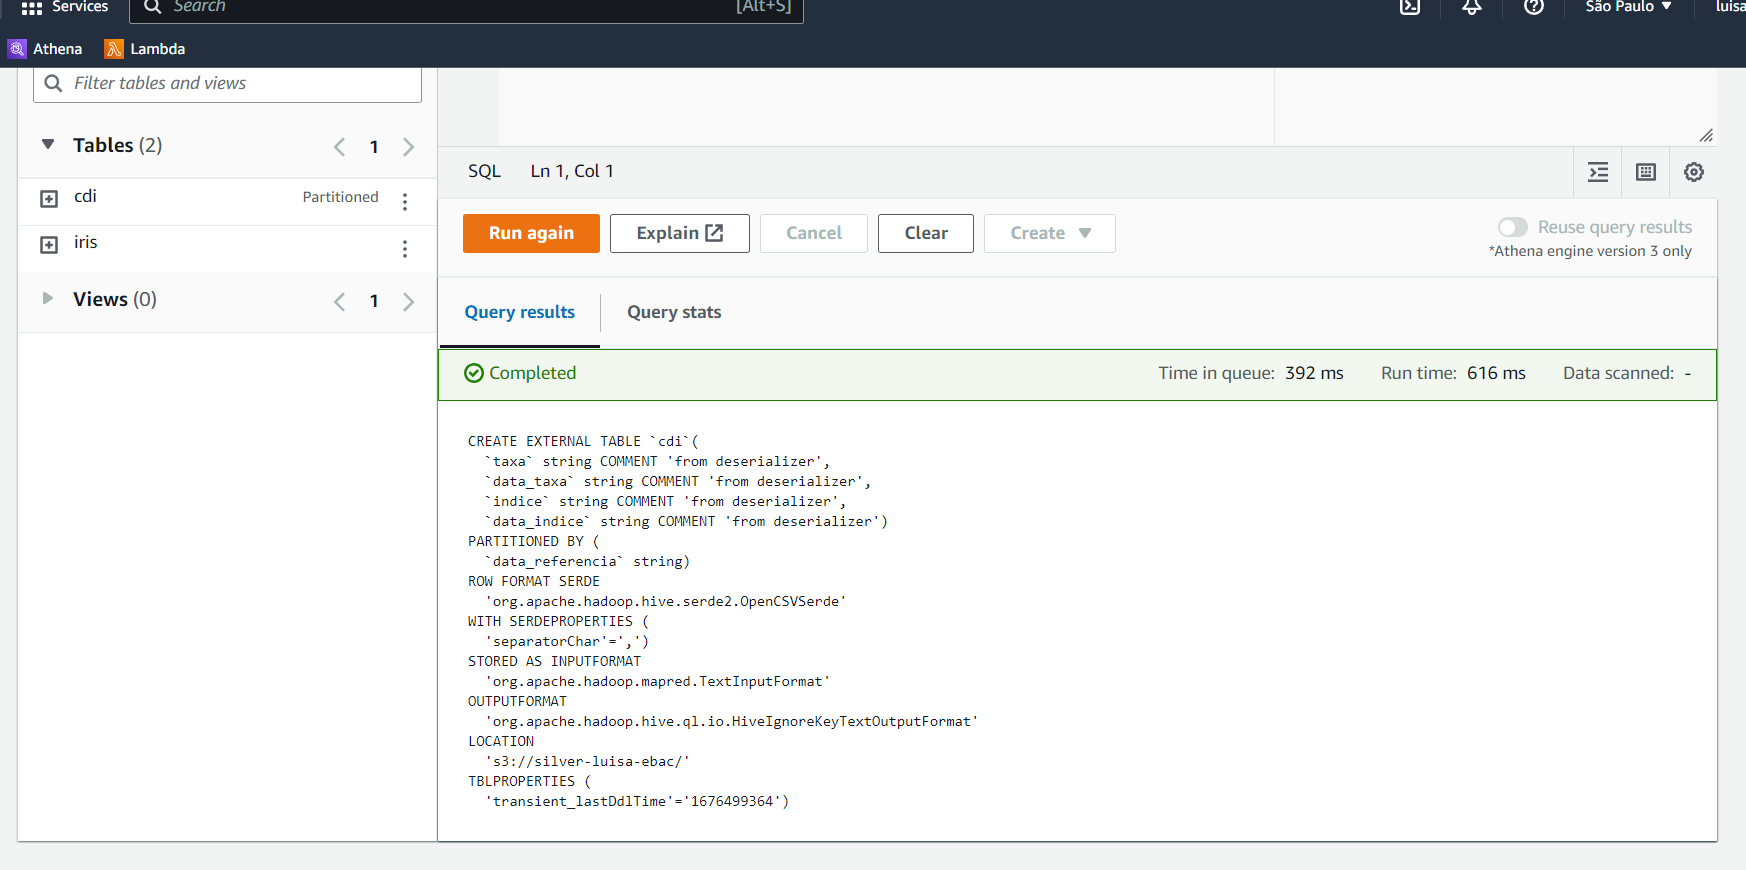 Services
Search
[Alt+S]
São Paulo
luisa
Athena
Lambda
Filter tables and views
Tables (2)
1
cdi
Partitioned
iris
Views (0)
1
SQL
Ln 1, Col 1
Run again
Explain
Cancel
Clear
Create
Reuse query results
*Athena engine version 3 only
Query results
Query stats
Completed
Time in queue: 392 ms
Run time: 616 ms
Data scanned: -
CREATE EXTERNAL TABLE `cdi`(
`taxa` string COMMENT 'from deserializer',
`data_taxa` string COMMENT 'from deserializer',
`indice` string COMMENT 'from deserializer',
`data_indice` string COMMENT 'from deserializer')
PARTITIONED BY (
`data_referencia` string)
ROW FORMAT SERDE
'org.apache.hadoop.hive.serde2.OpenCSVSerde'
WITH SERDEPROPERTIES (
'separatorChar'=',')
STORED AS INPUTFORMAT
'org.apache.hadoop.mapred.TextInputFormat'
OUTPUTFORMAT
'org.apache.hadoop.hive.ql.io.HiveIgnoreKeyTextOutputFormat'
LOCATION
's3://silver-luisa-ebac/'
TBLPROPERTIES (
'transient_lastDdlTime'='1676499364')